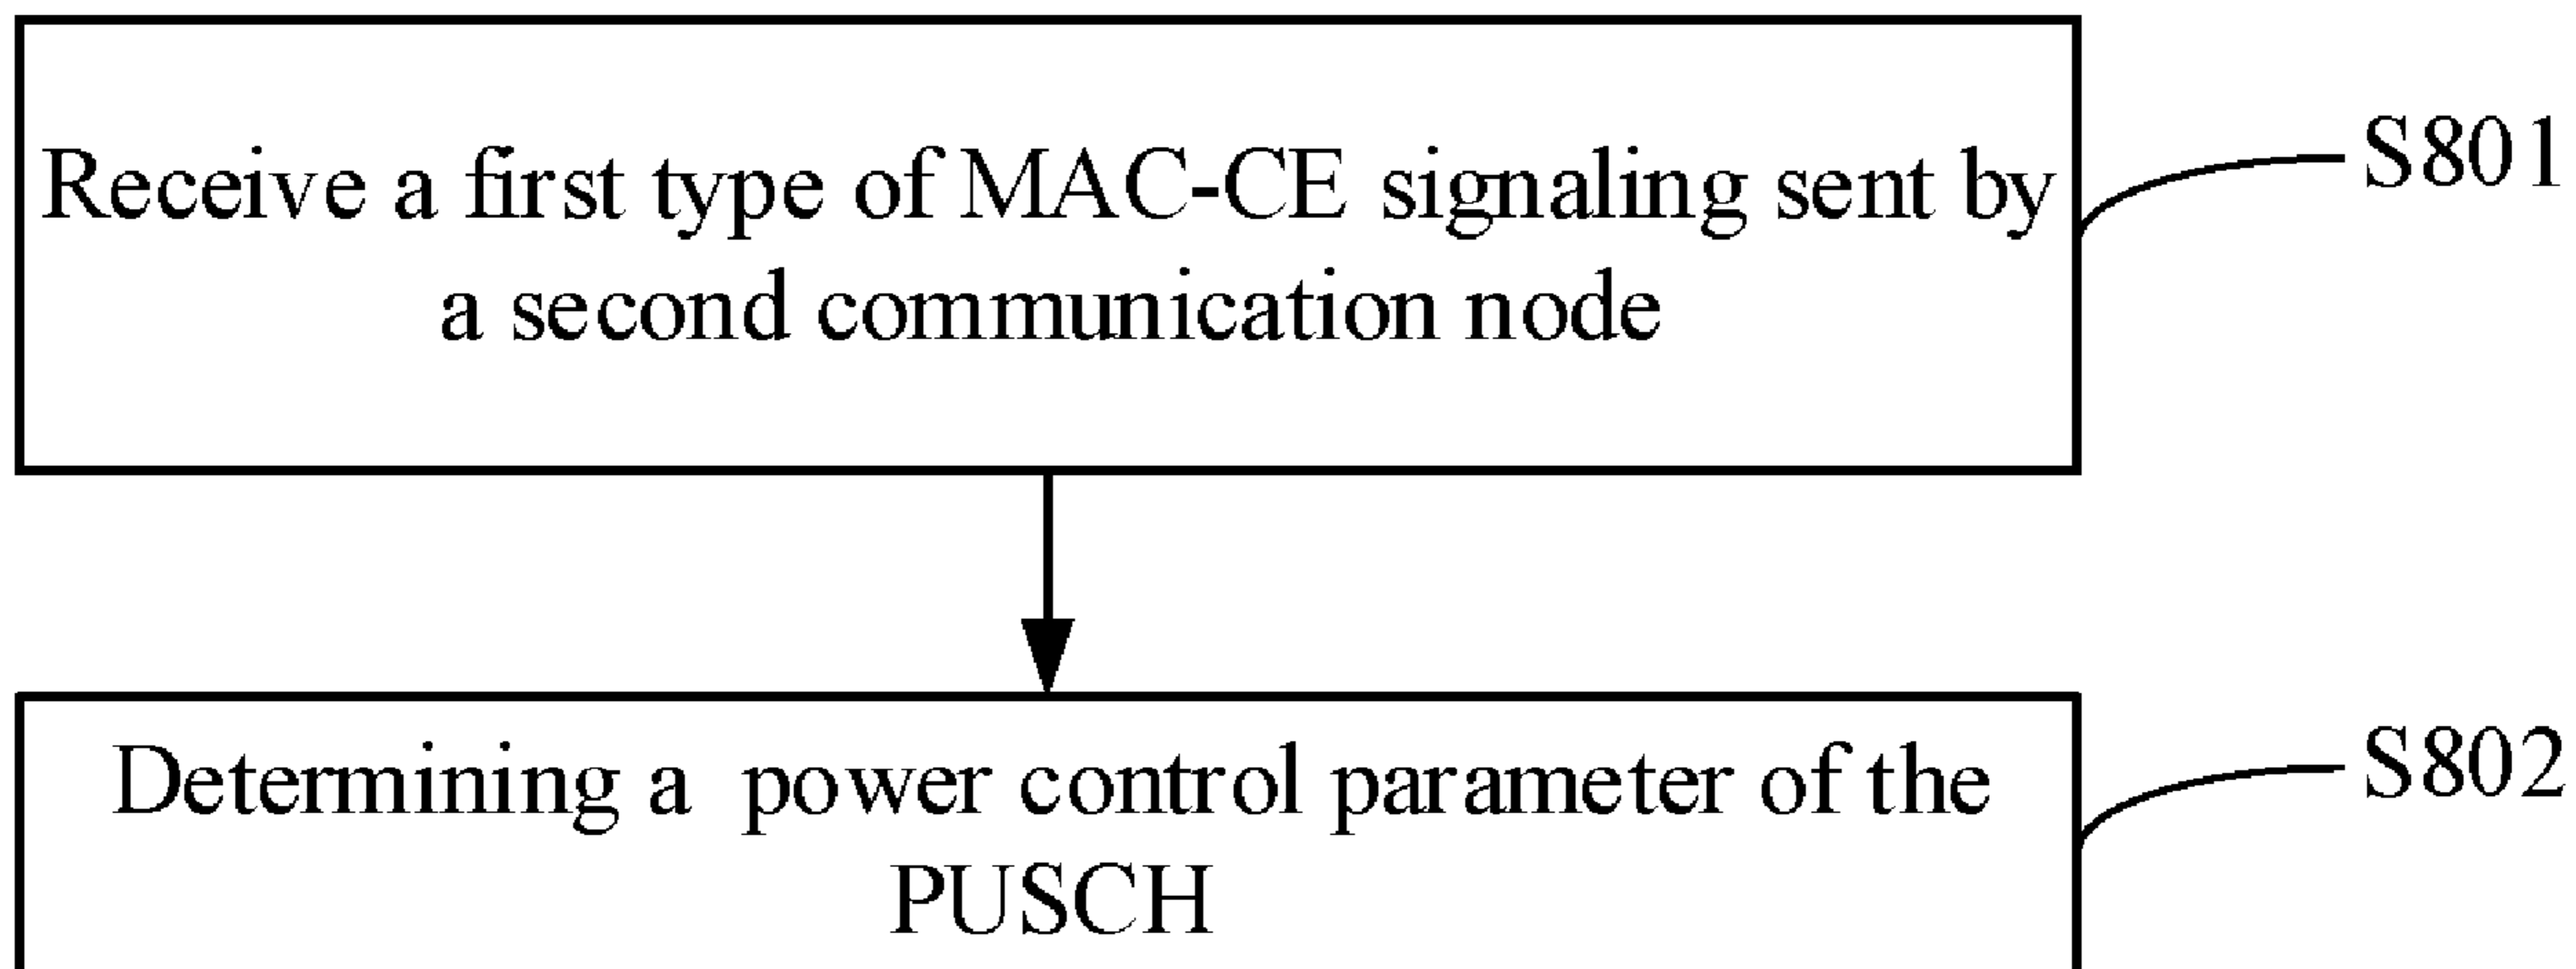 Receive a first type of MAC-CE signaling sent by
a second communication node
S801
Determining a power control parameter of the
PUSCH
S802